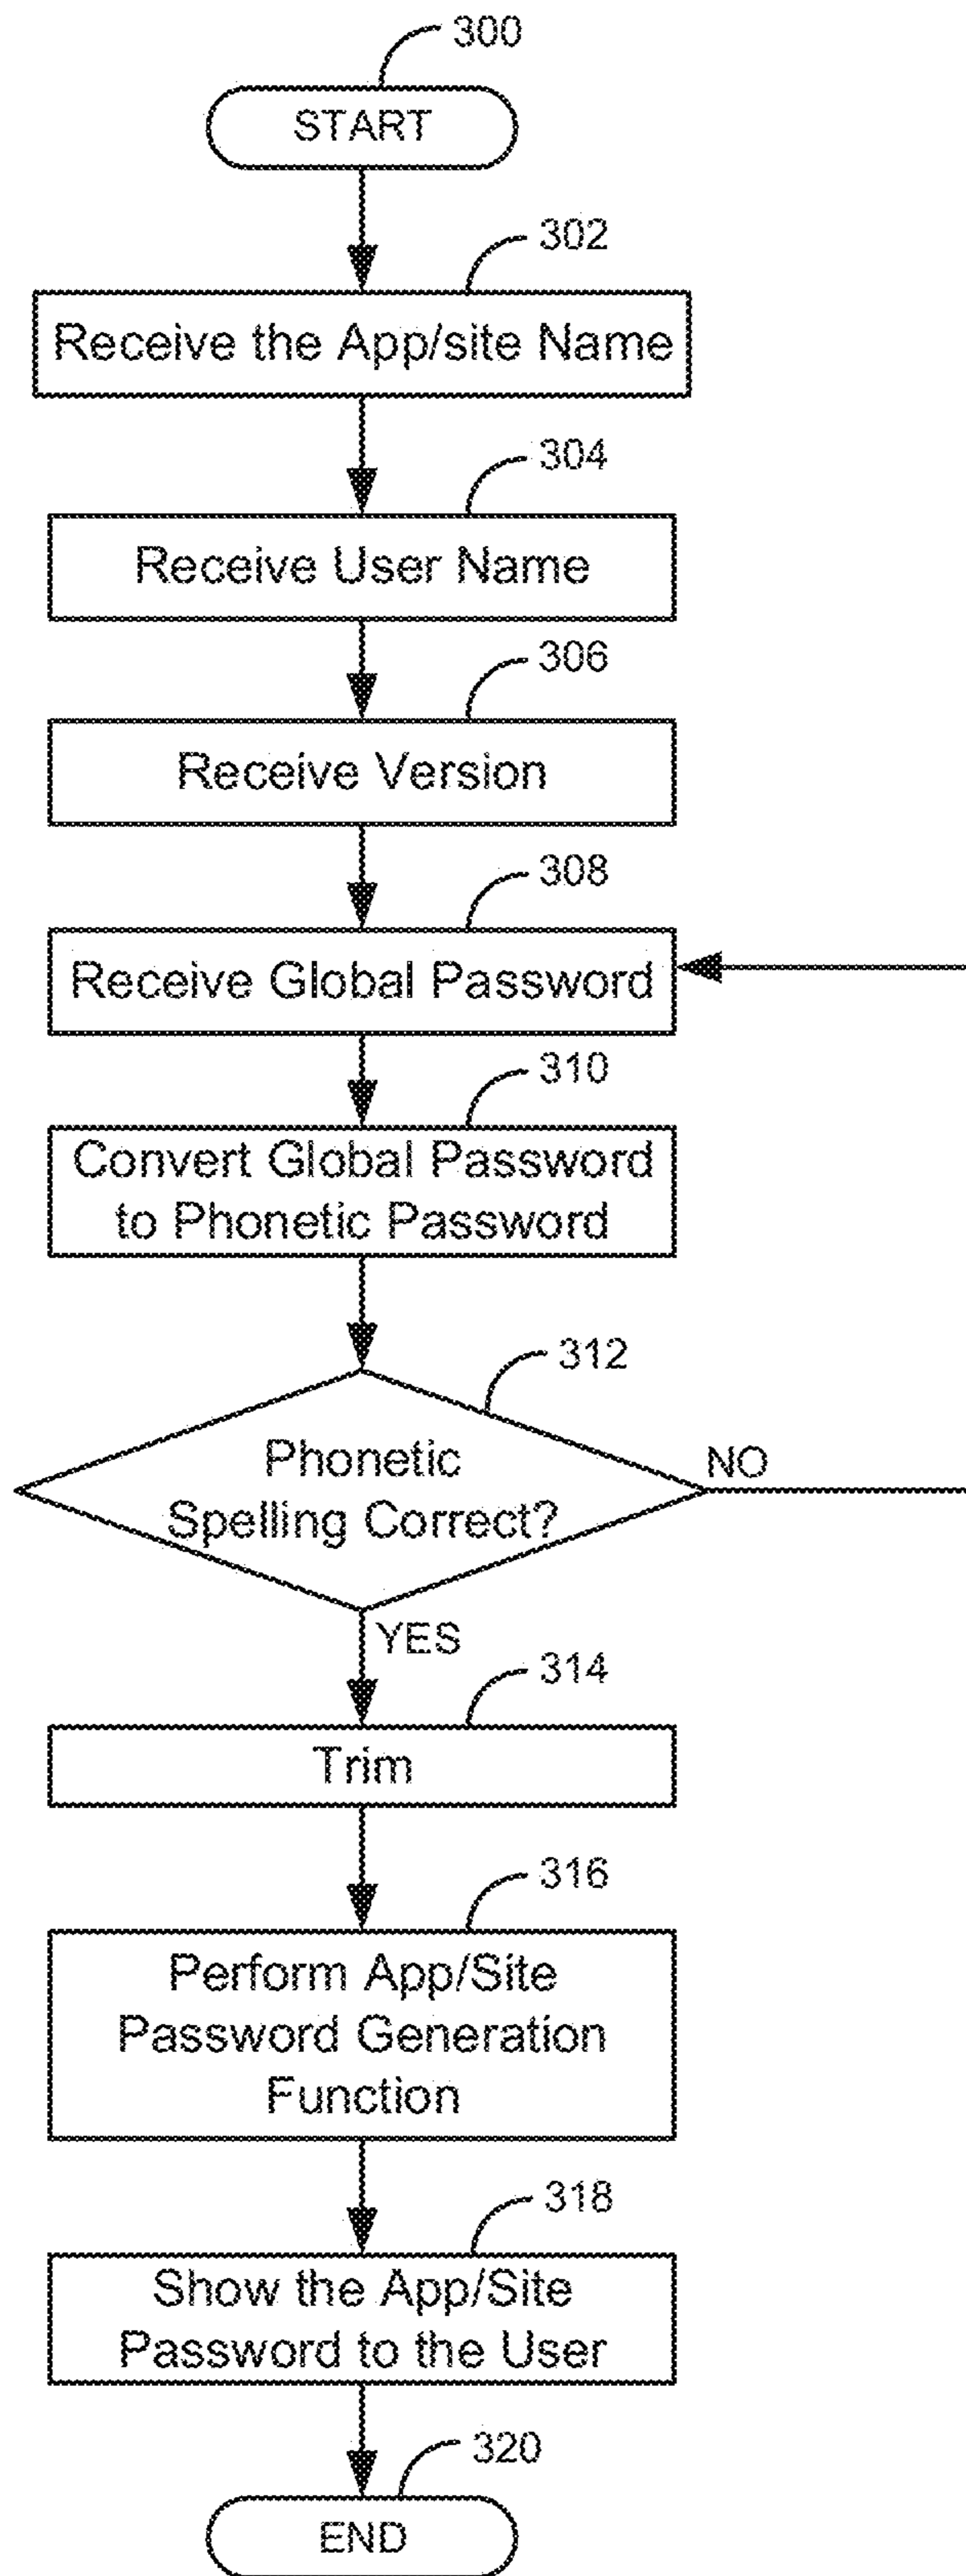 300
START
302
Receive the App/site Name
304
Receive User Name
306
Receive Version
308
Receive Global Password
310
Convert Global Password
to Phonetic Password
312
Phonetic
Spelling Correct?
NO
YES
314
Trim
316
Perform App/Site
Password Generation
Function
318
Show the App/Site
Password to the User
320
END